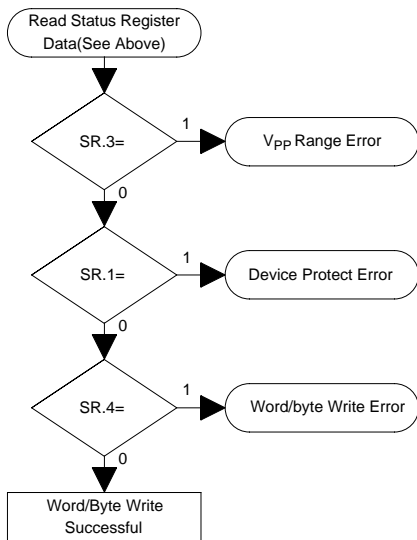 Read Status Register
Data(See Above)
SR.3=
1
VPP Range Error
0
SR.1=
1
Device Protect Error
0
SR.4=
1
Word/byte Write Error
0
Word/Byte Write
Successful